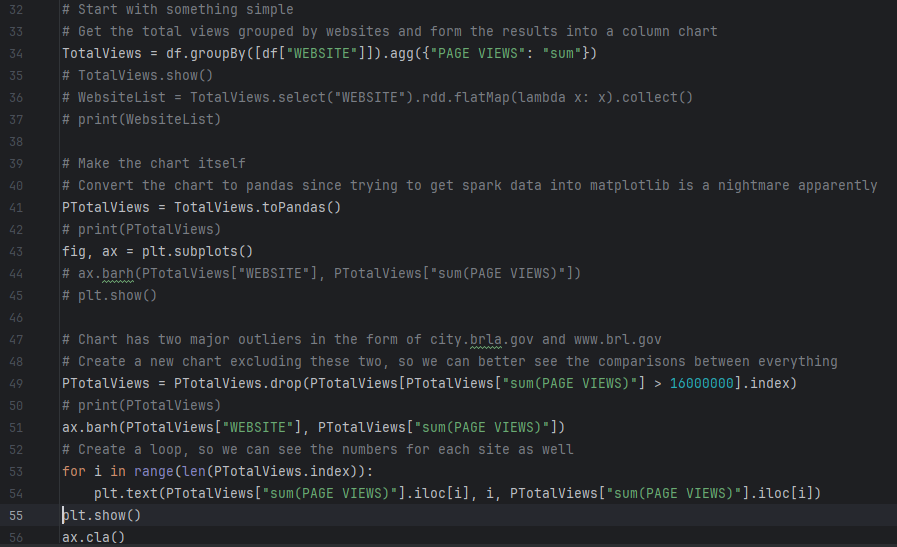 32 # Start with something simple
33 # Get the total views grouped by websites and form the results into a column chart
34 TotalViews = df.groupBy([df["WEBSITE"]]).agg({"PAGE VIEWS": "sum"})
35 # TotalViews.show()
36 # WebsiteList = TotalViews.select("WEBSITE").rdd.flatMap(lambda x: x).collect()
37 # print(WebsiteList)
38
39 # Make the chart itself
40 # Convert the chart to pandas since trying to get spark data into matplotlib is a nightmare apparently
41 PTotalViews = TotalViews.toPandas()
42 # print(PTotalViews)
43 fig, ax = plt.subplots()
44 # ax.barh(PTotalViews["WEBSITE"], PTotalViews["sum(PAGE VIEWS)"])
45 # plt.show()
46
47 # Chart has two major outliers in the form of city.brla.gov and www.brl.gov
48 # Create a new chart excluding these two, so we can better see the comparisons between everything
49 PTotalViews = PTotalViews.drop(PTotalViews[PTotalViews["sum(PAGE VIEWS)"] > 16000000].index)
50 # print(PTotalViews)
51 ax.barh(PTotalViews["WEBSITE"], PTotalViews["sum(PAGE VIEWS)"])
52 # Create a loop, so we can see the numbers for each site as well
53 for i in range(len(PTotalViews.index)):
54     plt.text(PTotalViews["sum(PAGE VIEWS)"].iloc[i], i, PTotalViews["sum(PAGE VIEWS)"].iloc[i])
55 plt.show()
56 ax.cla()